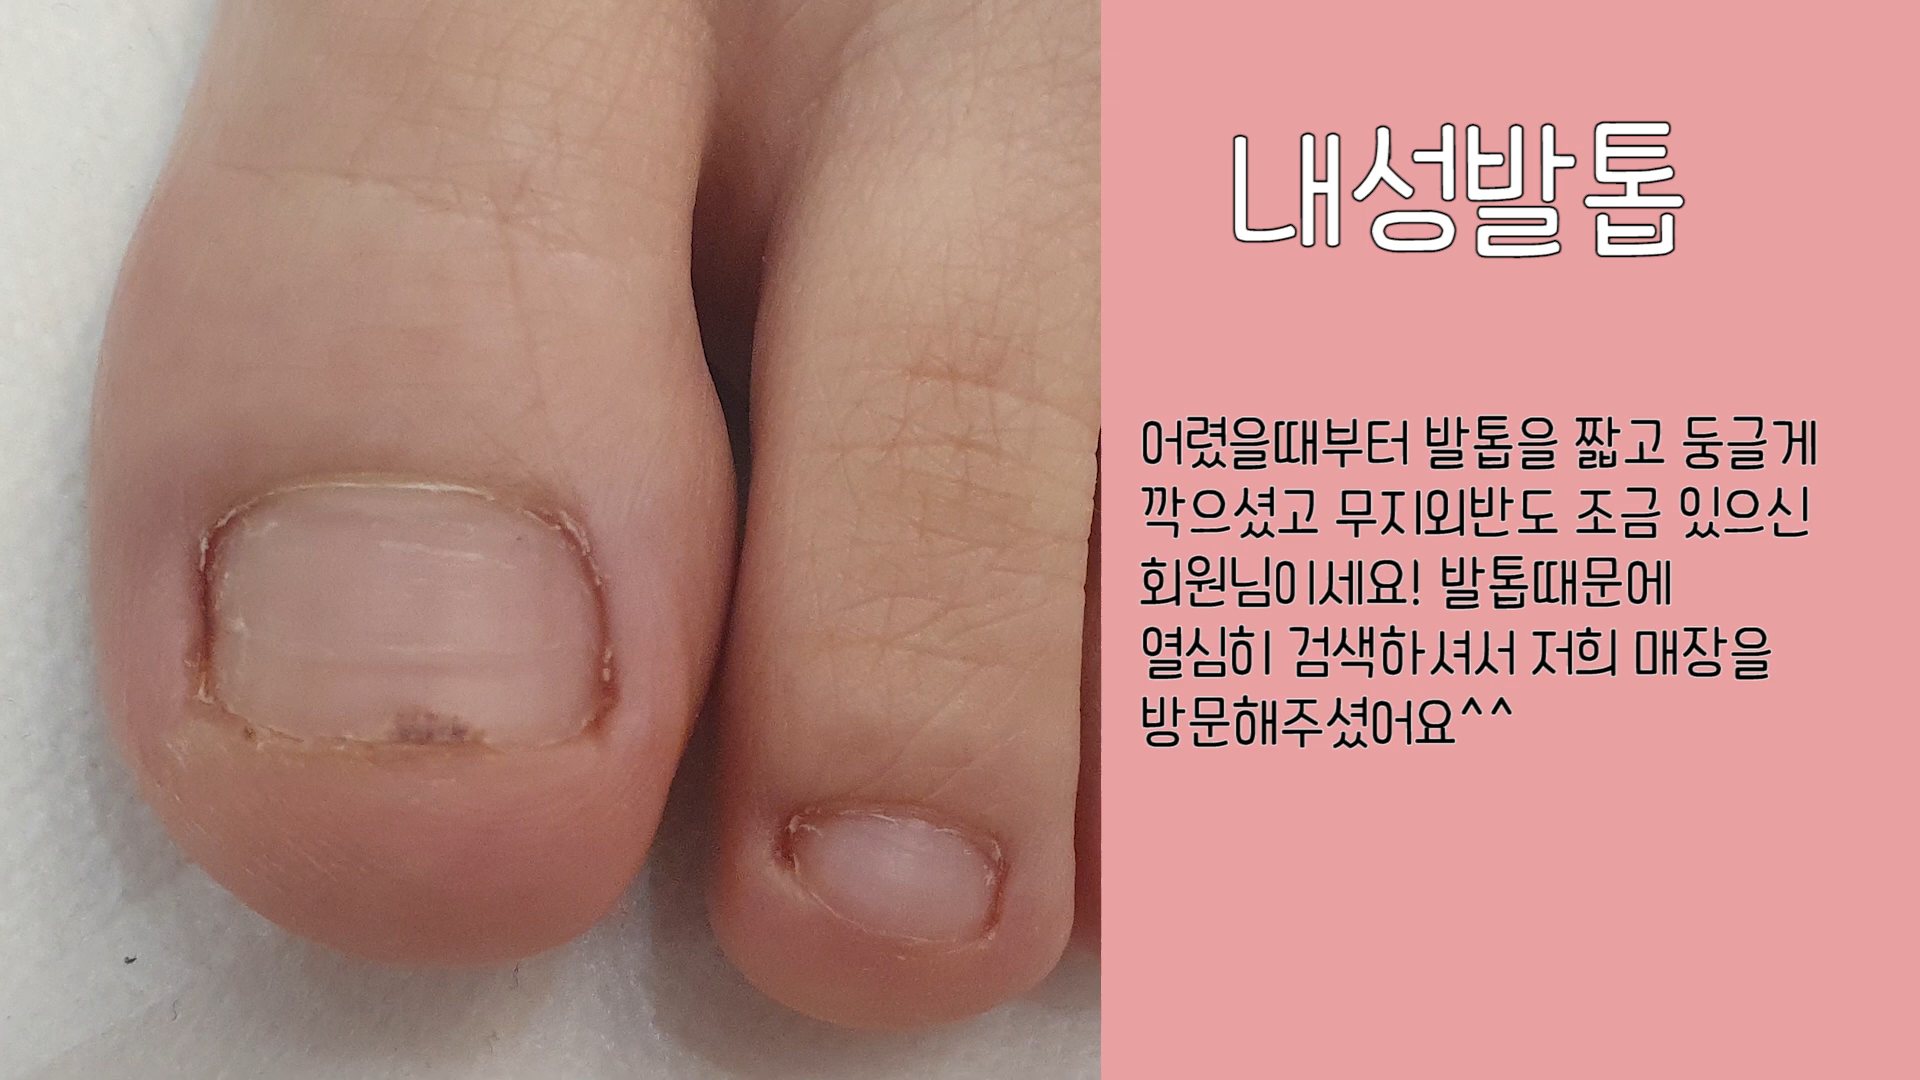 내성발톱
어렸을때부터 발톱을 짧고 둥글게
깍으셨고 무지외반도 조금 있으신
회원님이세요! 발톱때문에
열심히 검색하셔서 저희 매장을
방문해주셨어요^^